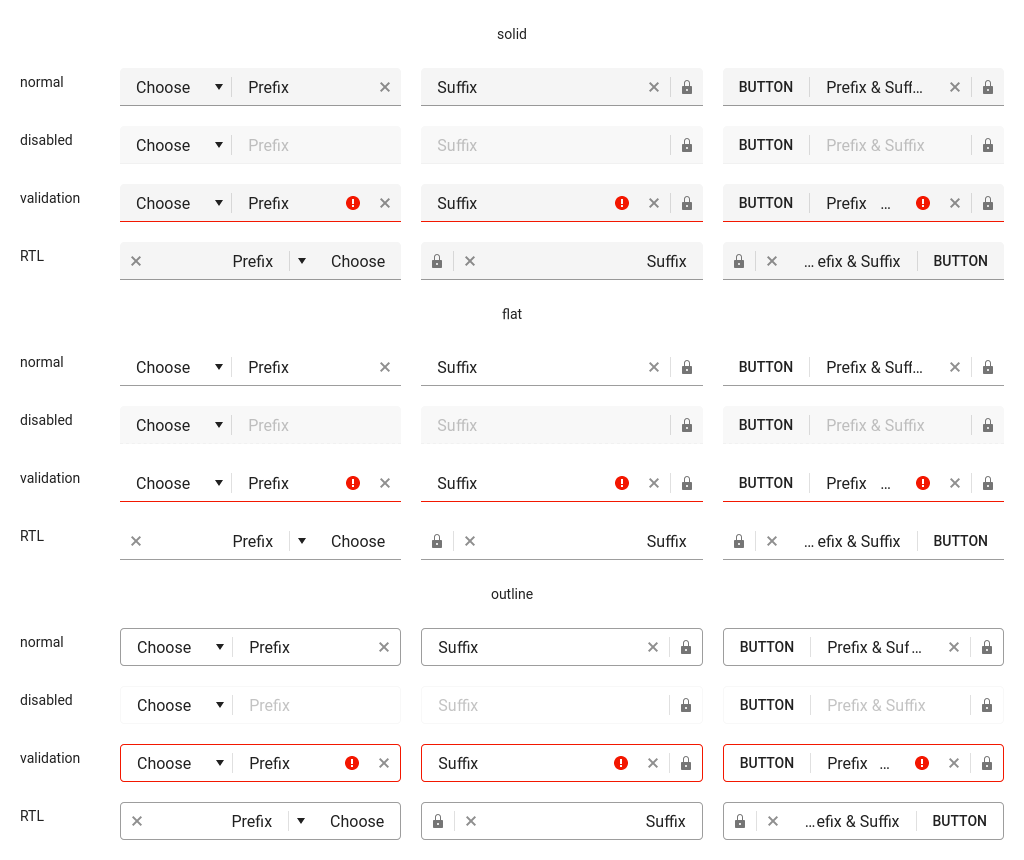 solid
normal Choose Prefix Suffix BUTTON Prefix & Suff...
disabled Choose Prefix Suffix BUTTON Prefix & Suffix
validation Choose Prefix Suffix BUTTON Prefix ...
RTL Prefix Choose Suffix ... efix & Suffix BUTTON
flat
normal Choose Prefix Suffix BUTTON Prefix & Suff...
disabled Choose Prefix Suffix BUTTON Prefix & Suffix
validation Choose Prefix Suffix BUTTON Prefix ...
RTL Prefix Choose Suffix ... efix & Suffix BUTTON
outline
normal Choose Prefix Suffix BUTTON Prefix & Suf...
disabled Choose Prefix Suffix BUTTON Prefix & Suffix
validation Choose Prefix Suffix BUTTON Prefix ...
RTL Prefix Choose Suffix ...efix & Suffix BUTTON